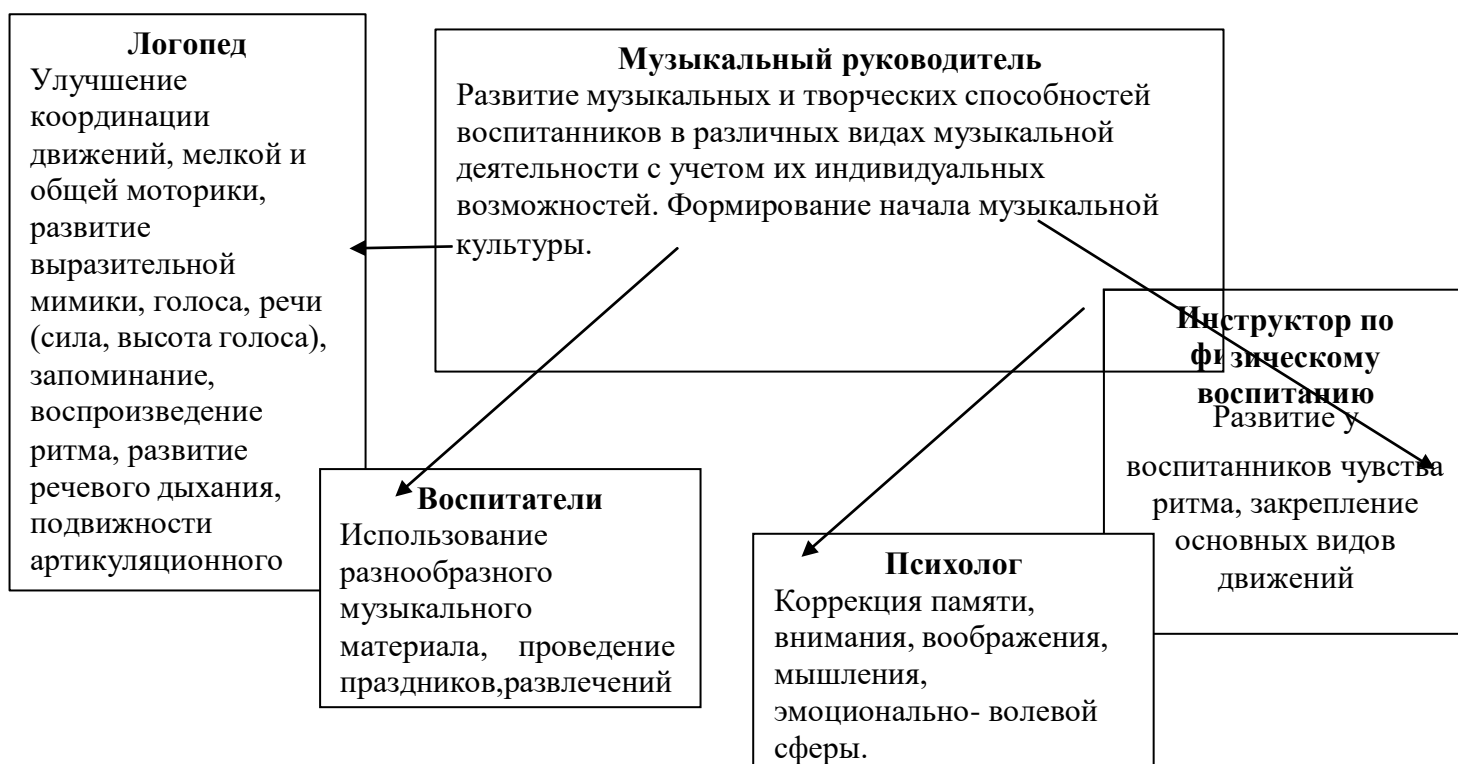 Логопед
Улучшение
координации
движений, мелкой и
общей моторики,
развитие
выразительной
мимики, голоса, речи
(сила, высота голоса),
запоминание,
воспроизведение
ритма, развитие
речевого дыхания,
подвижности
артикуляционного
Музыкальный руководитель
Развитие музыкальных и творческих способностей
воспитанников в различных видах музыкальной
деятельности с учетом их индивидуальных
возможностей. Формирование начала музыкальной
культуры.
Воспитатели
Использование
разнообразного
музыкального
материала, проведение
праздников,развлечений
Психолог
Коррекция памяти,
внимания, воображения,
мышления,
эмоционально- волевой
сферы.
Инструктор по
физическому
воспитанию
Развитие у
воспитанников чувства
ритма, закрепление
основных видов
движений